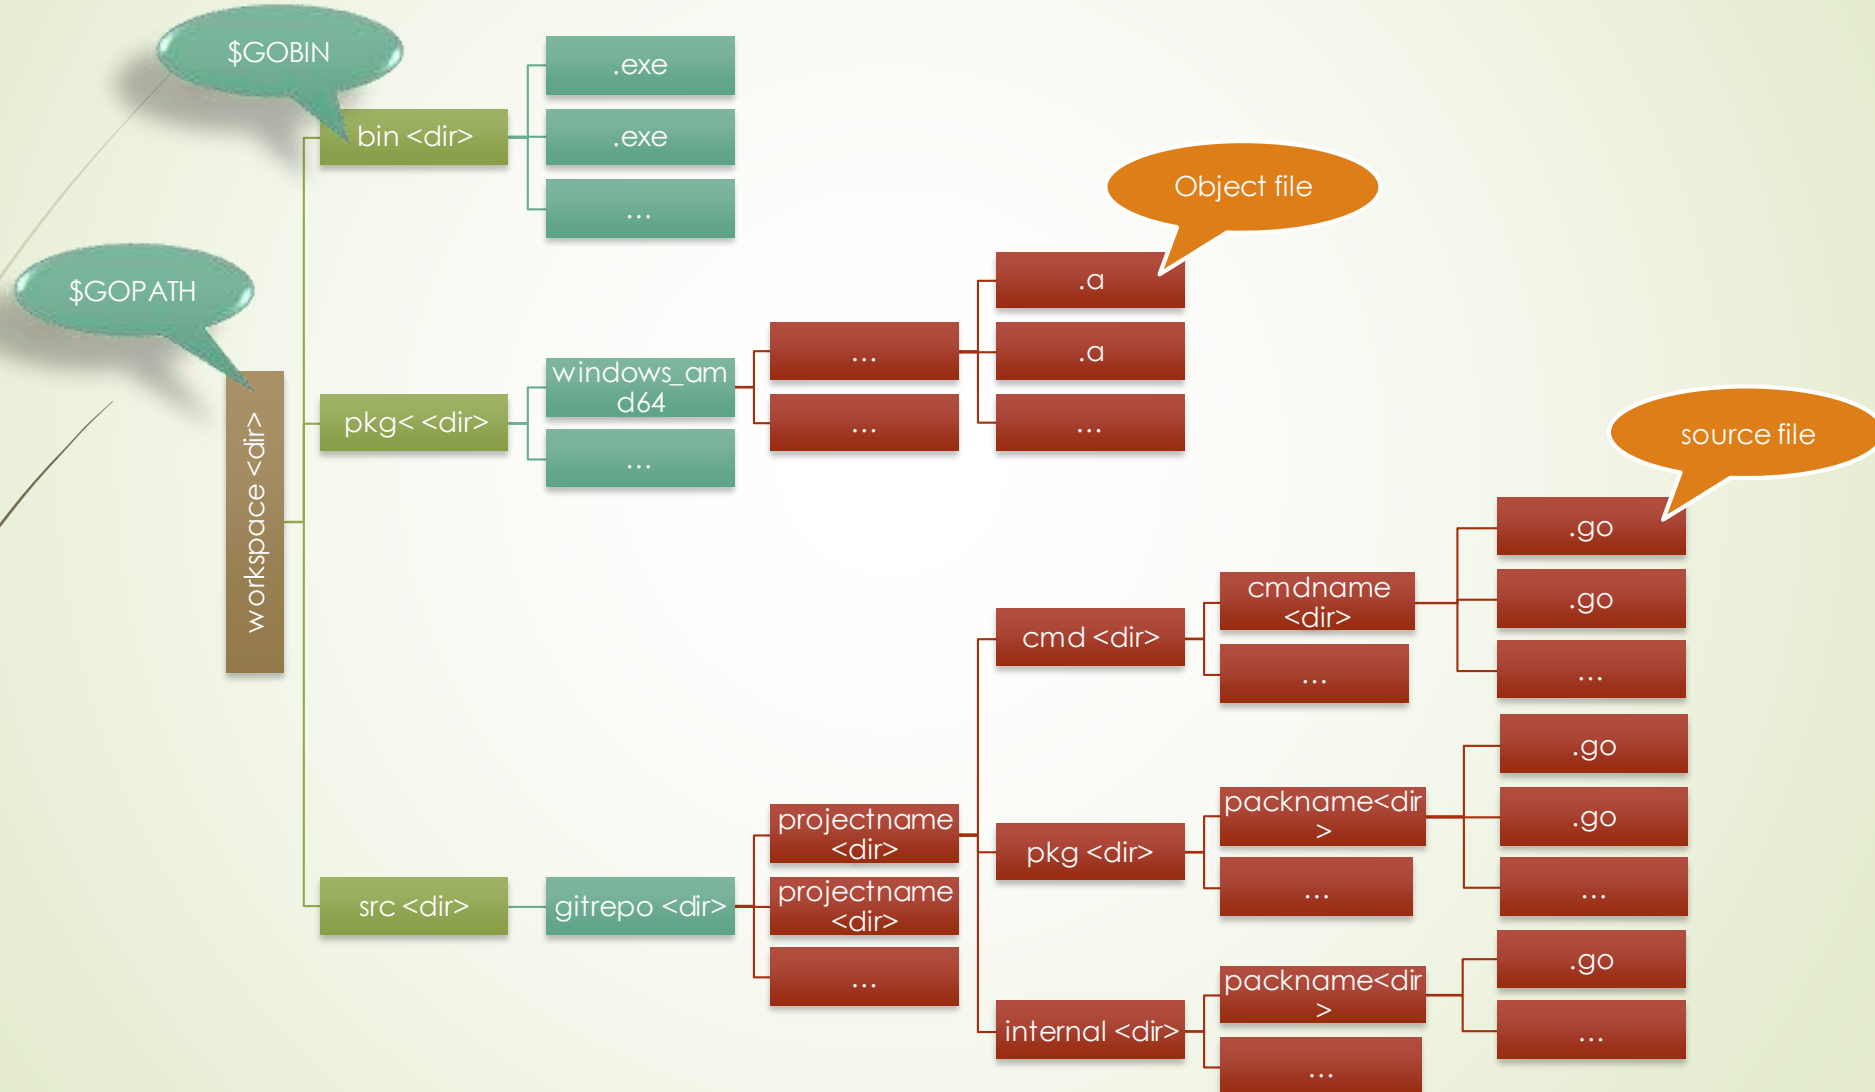 $GOBIN
.exe
bin <dir>
.exe
...
Object file
$GOPATH
.a
...
.a
windows_am
d64
pkg< <dir>
...
...
...
source file
workspace <dir>
.go
cmdname
<dir>
.go
cmd <dir>
...
...
.go
projectname
<dir>
packname<dir
>
.go
pkg <dir>
...
...
src <dir>
gitrepo <dir>
projectname
<dir>
...
.go
packname<dir
>
internal <dir>
...
...